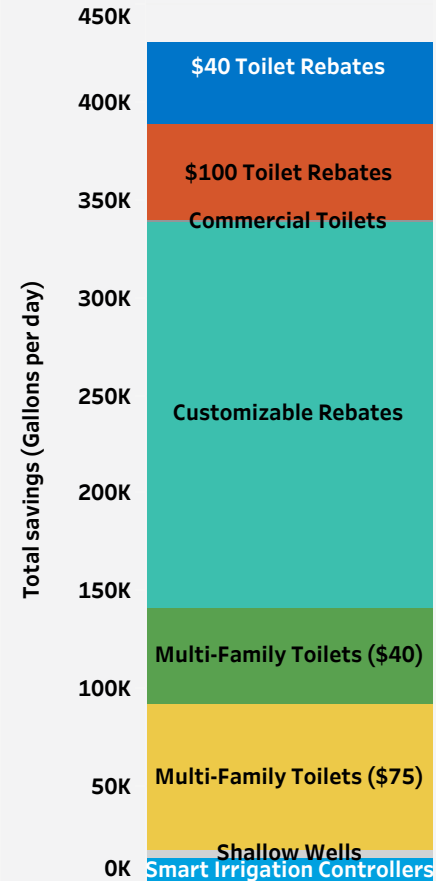 450K
$40 Toilet Rebates
400K
$100 Toilet Rebates
350K
Commercial Toilets
300K
Total savings (Gallons per day)
250K
Customizable Rebates
200K
150K
Multi-Family Toilets ($40)
100K
Multi-Family Toilets ($75)
50K
Shallow Wells
0K
Smart Irrigation Controllers